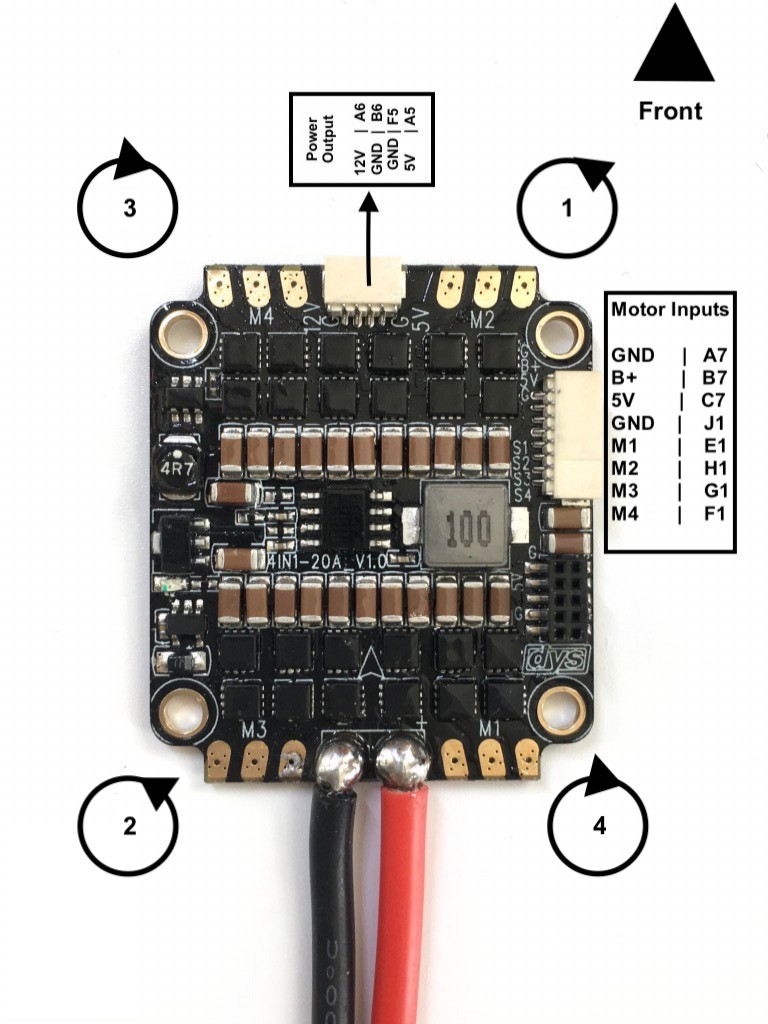 Front
Power Output
12V | A6
GND | B6
GND | F5
5V | A5
3
1
M4
12V
G
G
5V
M2
Motor Inputs
GND | A7
B+ | B7
5V | C7
GND | J1
M1 | E1
M2 | H1
M3 | G1
M4 | F1
S1
S2
S3
S4
4R7
100
4IN1-20A_V1.0
G
G
dys
M3
-
+
M1
2
4